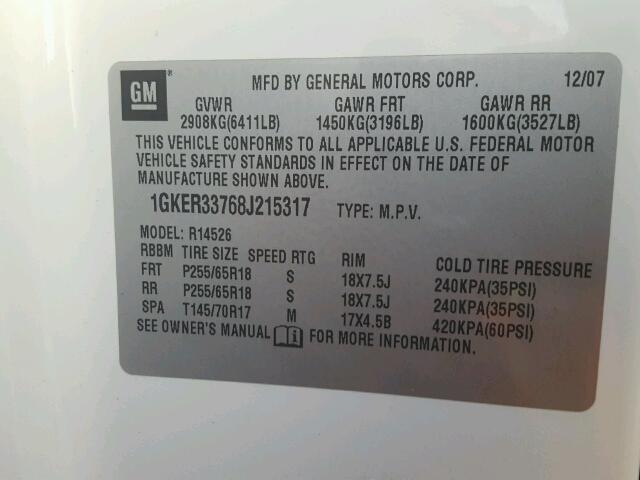 GM ®
MFD BY GENERAL MOTORS CORP. 12/07
GVWR GAWR FRT GAWR RR
2908KG(6411LB) 1450KG(3196LB) 1600KG(3527LB)
THIS VEHICLE CONFORMS TO ALL APPLICABLE U.S. FEDERAL MOTOR
VEHICLE SAFETY STANDARDS IN EFFECT ON THE DATE OF
MANUFACTURE SHOWN ABOVE.
1GKER33768J215317 TYPE: M.P.V.
MODEL: R14526
RBBM TIRE SIZE SPEED RTG RIM COLD TIRE PRESSURE
FRT P255/65R18 S 18X7.5J 240KPA(35PSI)
RR P255/65R18 S 18X7.5J 240KPA(35PSI)
SPA T145/70R17 M 17X4.5B 420KPA(60PSI)
SEE OWNER'S MANUAL FOR MORE INFORMATION.